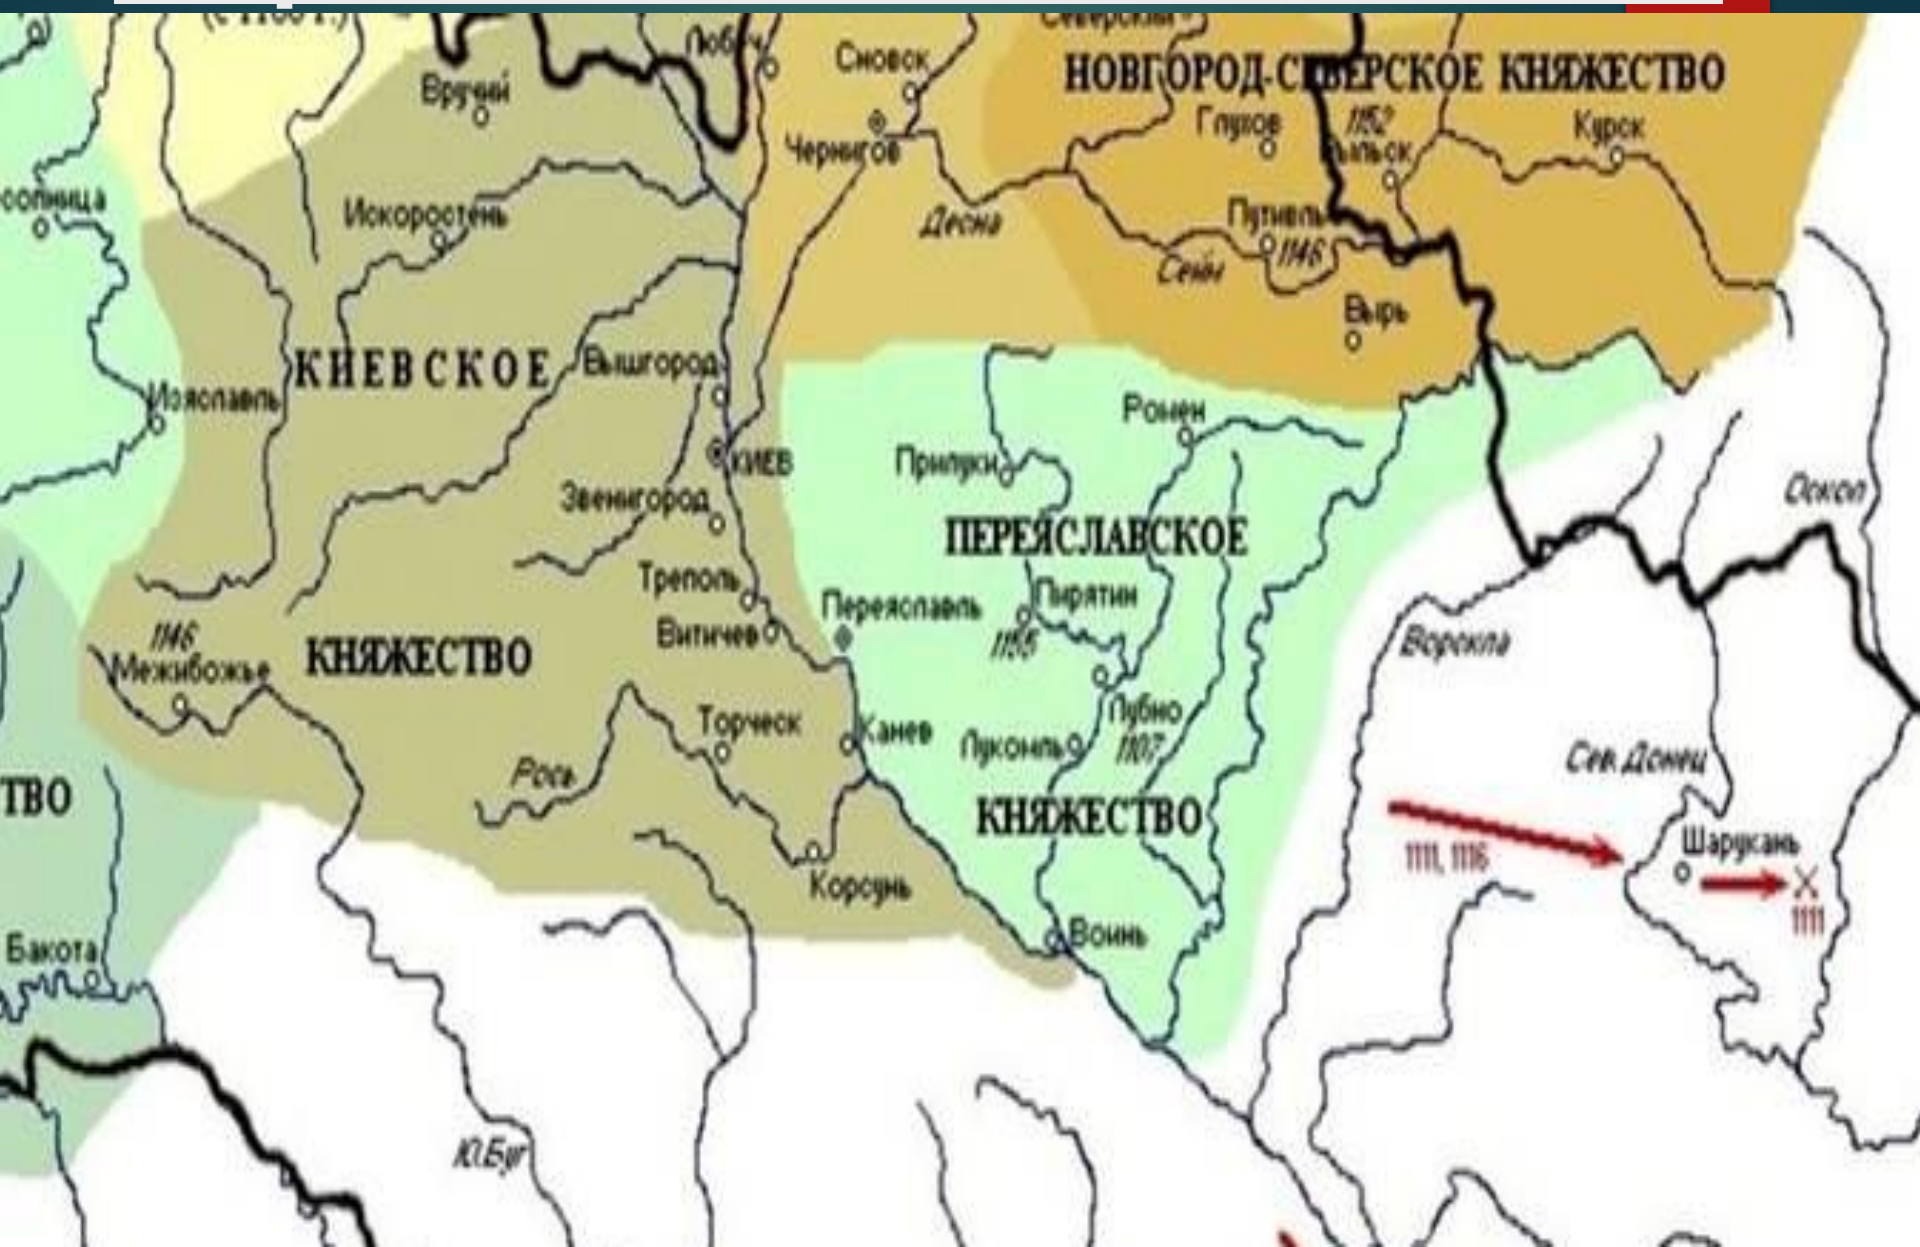 Вручий
Сновск
Чернигов
НОВГОРОД-СЕВЕРСКОЕ КНЯЖЕСТВО
Глухов
1152
Курск
Искоростень
Десна
Путивль
1146
Сейм
Вырь
КИЕВСКОЕ
Вышгород
Изяславль
КИЕВ
Звенигород
Ромен
Прилуки
ПЕРЕЯСЛАВСКОЕ
Оскол
Треполь
Витичев
Переяславль
Пирятин
1155
Ворскла
1146
Межибожье
КНЯЖЕСТВО
Торческ
Канев
Рось
Лубно
1107
Лукомль
КНЯЖЕСТВО
Сев. Донец
1111, 1116
Шарукань
1111
ТВО
Корсунь
Воинь
Бакота
Ю.Буг